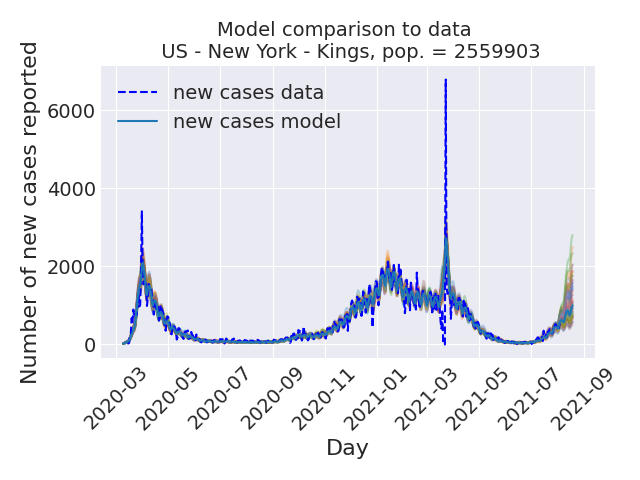 Model comparison to data
US - New York - Kings, pop. = 2559903
Number of new cases reported
6000
4000
2000
0
new cases data
new cases model
2020-03
2020-05
2020-07
2020-09
2020-11
2021-01
2021-03
2021-05
2021-07
2021-09
Day